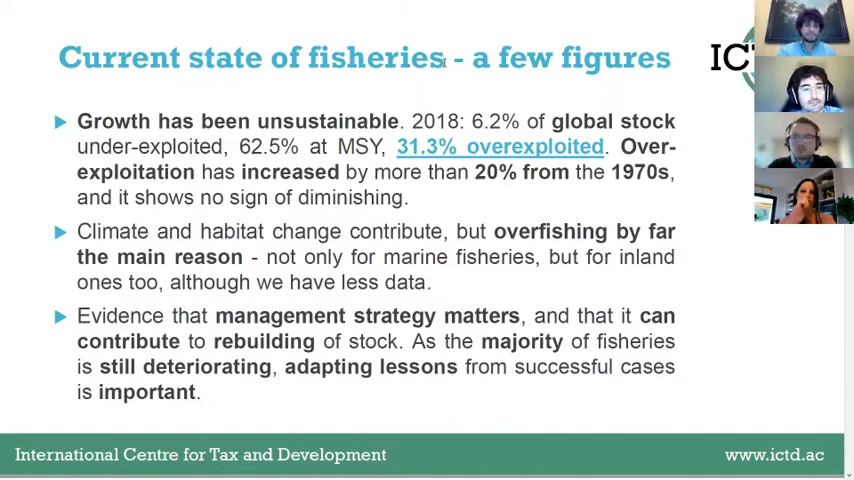 Current state of fisheries - a few figures
Growth has been unsustainable. 2018: 6.2% of global stock
under-exploited, 62.5% at MSY, 31.3% overexploited. Over-
exploitation has increased by more than 20% from the 1970s,
and it shows no sign of diminishing.
Climate and habitat change contribute, but overfishing by far
the main reason - not only for marine fisheries, but for inland
ones too, although we have less data.
Evidence that management strategy matters, and that it can
contribute to rebuilding of stock. As the majority of fisheries
is still deteriorating, adapting lessons from successful cases
is important.
International Centre for Tax and Development
www.ictd.ac